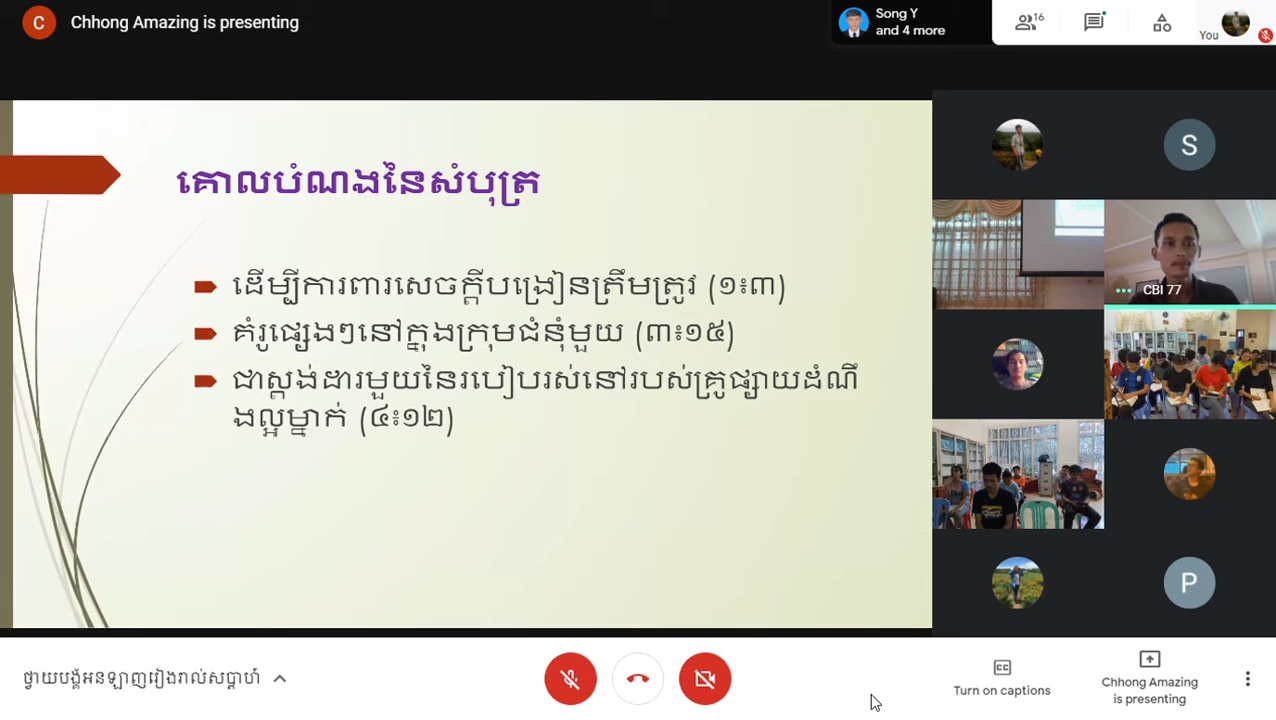 C
Chhong Amazing is presenting
Song Y
and 4 more
16
You
គោលបំណងនៃសំបុត្រ
ដើម្បីការពារសេចក្តីបង្រៀនត្រឹមត្រូវ (១ះ៣)
គំរូផ្សេងៗនៅក្នុងក្រុមជំនុំមួយ (៣ះ១៥)
ជាស្តង់ដារមួយនៃរបៀបរស់នៅរបស់គ្រូផ្សាយដំណឹ
ងល្អម្នាក់ (៤ះ១២)
S
CBI 77
P
ថ្វាយបង្គំអនឡាញរៀងរាល់សប្តាហ៍
Turn on captions
Chhong Amazing
is presenting